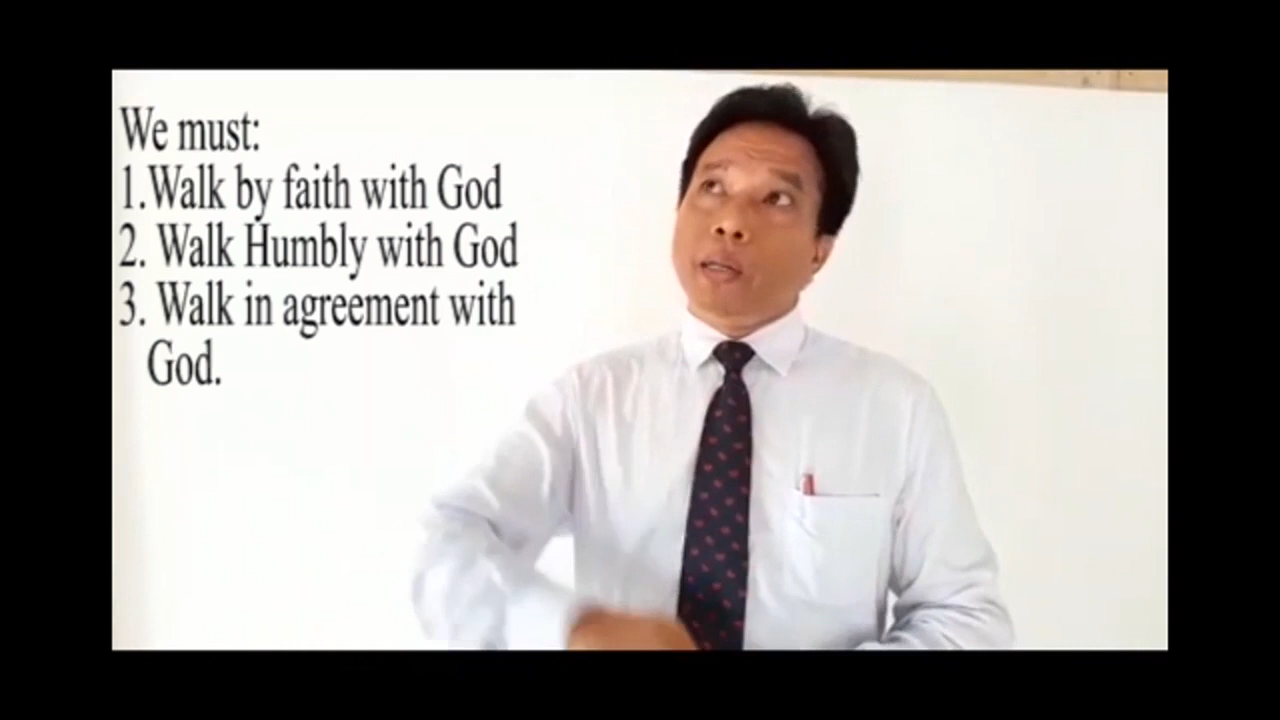 We must:
1.Walk by faith with God
2. Walk Humbly with God
3. Walk in agreement with
God.